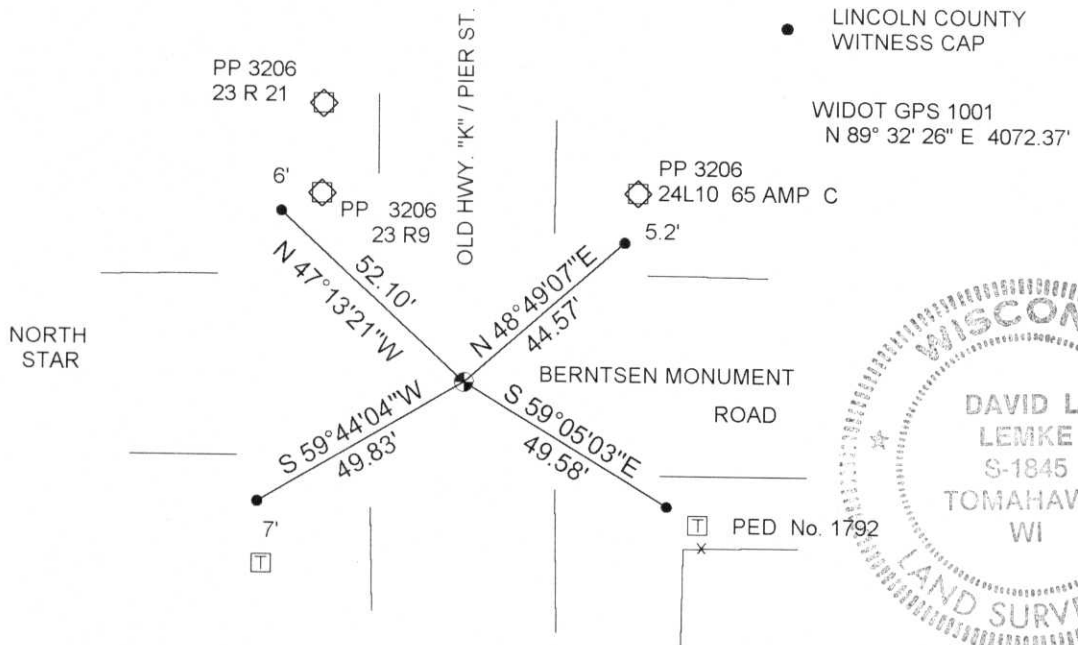 LINCOLN COUNTY
WITNESS CAP
PP 3206
23 R 21
OLD HWY. "K" / PIER ST.
WIDOT GPS 1001
N 89° 32' 26" E 4072.37'
PP 3206
24L10 65 AMP C
6'
PP 3206
23 R9
5.2'
52.10'
N 47°13'21"W
N 48°49'07"E
44.57'
NORTH
STAR
BERNTSEN MONUMENT
ROAD
S 59°44'04"W
49.83'
S 59°05'03"E
49.58'
7'
T
T PED No. 1792
WISCON
DAVID L
LEMKE
S-1845
TOMAHAW
WI
LAND SURVE